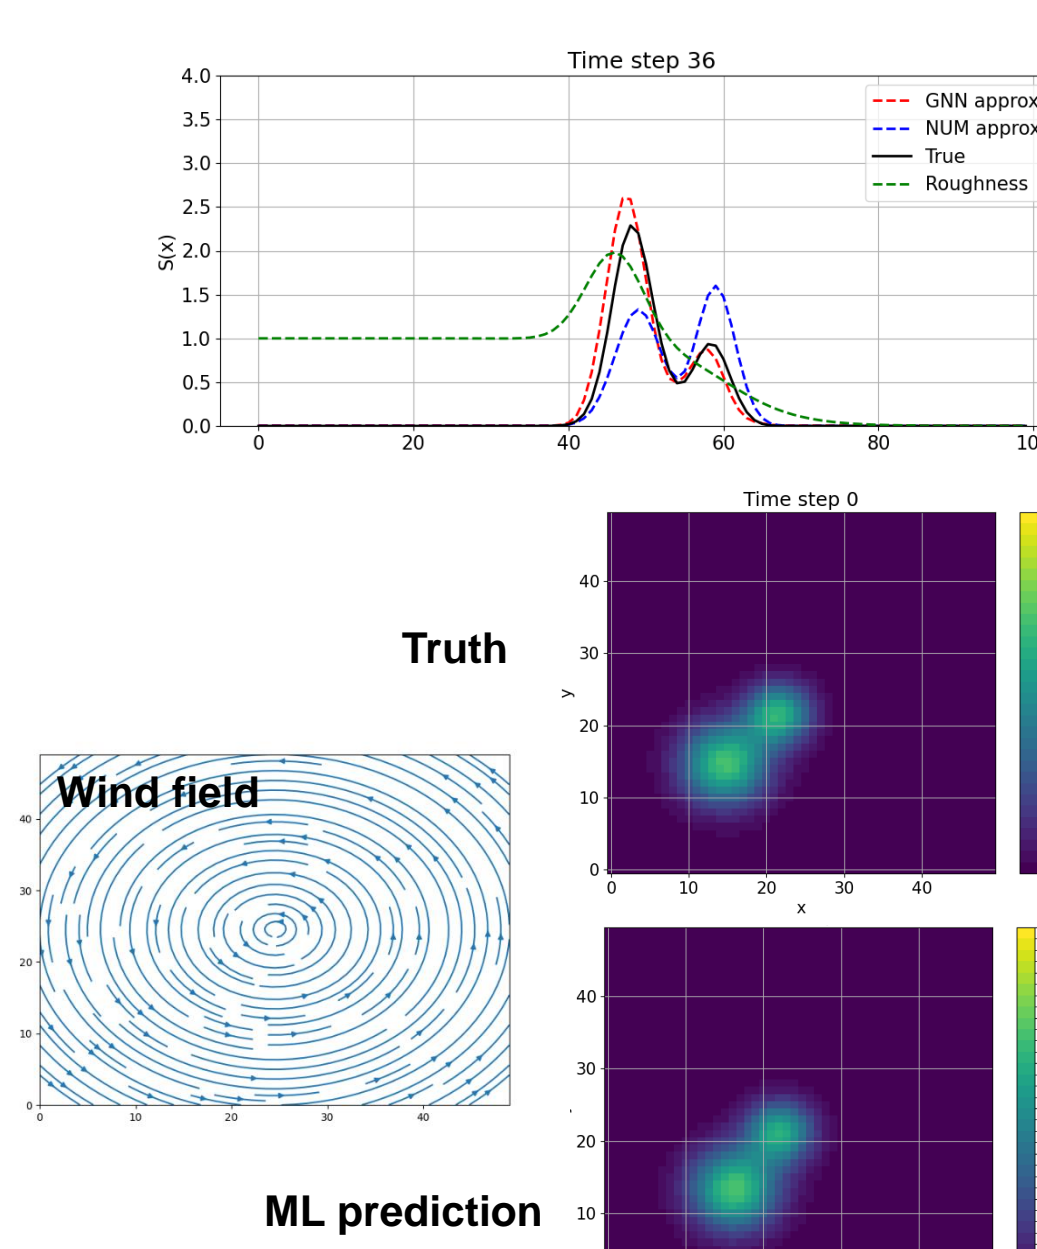 Time step 36
4.0
3.5
3.0
2.5
2.0
1.5
1.0
0.5
0.0
S(x)
GNN approx
NUM approx
True
Roughness
0 20 40 60 80 10
Time step 0
Truth
40
30
20
10
0
y
0 10 20 30 40
x
Wind field
40
30
20
10
0
0 10 20 30 40
ML prediction
40
30
20
10